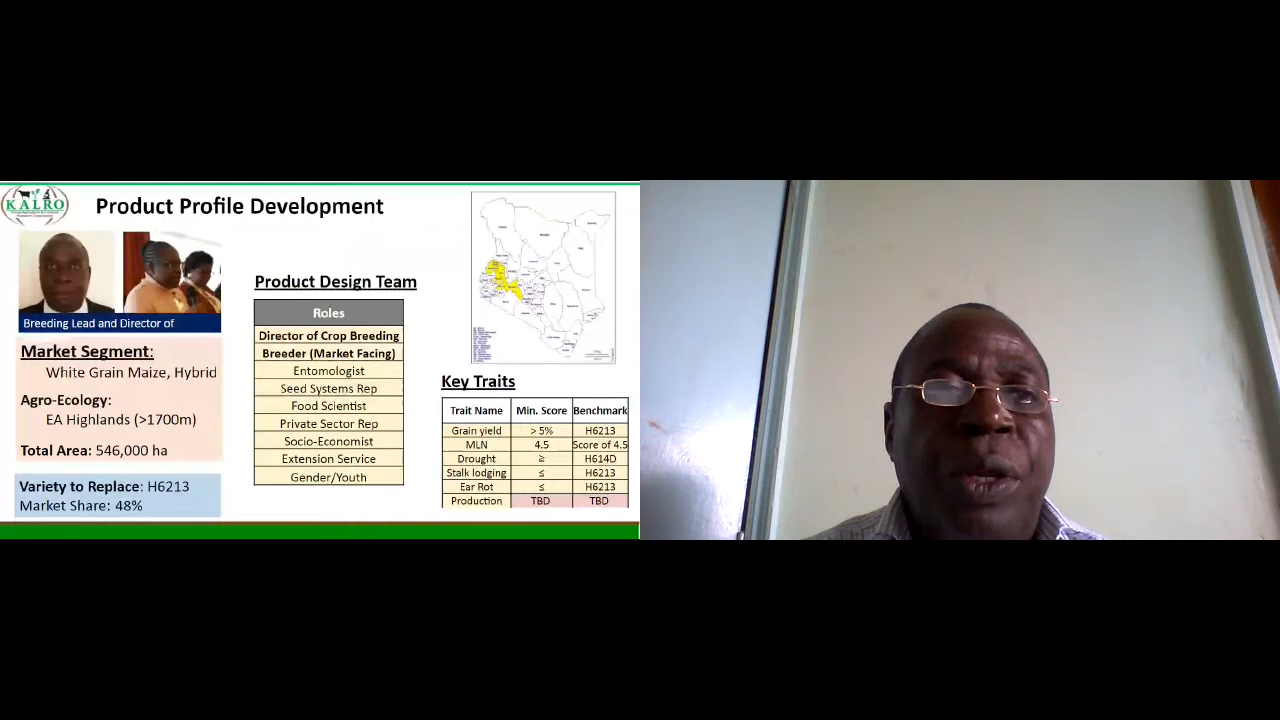 KALRO
Product Profile Development
Breeding Lead and Director of
Market Segment:
White Grain Maize, Hybrid
Agro-Ecology:
EA Highlands (>1700m)
Total Area: 546,000 ha
Variety to Replace: H6213
Market Share: 48%
Product Design Team
Roles
Director of Crop Breeding
Breeder (Market Facing)
Entomologist
Seed Systems Rep
Food Scientist
Private Sector Rep
Socio-Economist
Extension Service
Gender/Youth
Key Traits
Trait Name Min. Score Benchmark
Grain yield > 5% H6213
MLN 4.5 Score of 4.5
Drought ≥ H614D
Stalk lodging ≤ H6213
Ear Rot ≤ H6213
Production TBD TBD